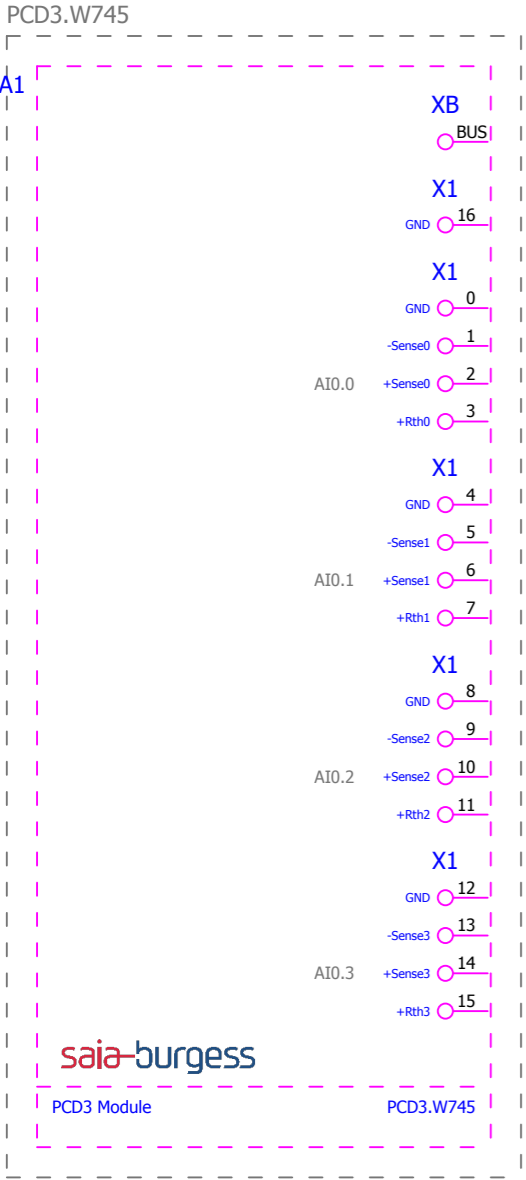 PCD3.W745
A1
XB
BUS
X1
GND 16
X1
GND 0
-Sense0 1
AI0.0 +Sense0 2
+Rth0 3
X1
GND 4
-Sense1 5
AI0.1 +Sense1 6
+Rth1 7
X1
GND 8
-Sense2 9
AI0.2 +Sense2 10
+Rth2 11
X1
GND 12
-Sense3 13
AI0.3 +Sense3 14
+Rth3 15
saia-burgess
PCD3 Module PCD3.W745